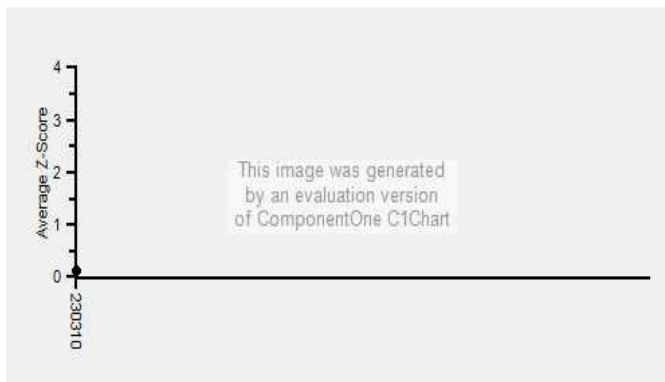 4
3
2
1
0
Average Z-Score
This image was generated
by an evaluation version
of ComponentOne C1Chart
230310